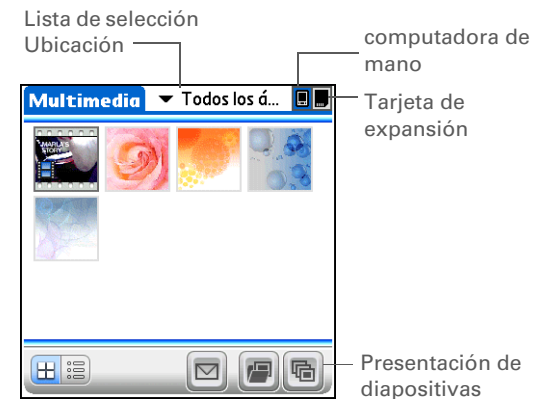 Lista de selección
Ubicación
computadora de
mano
Tarjeta de
expansión
Multimedia
Todos los á...
MARLA'S
STORY
Presentación de
diapositivas